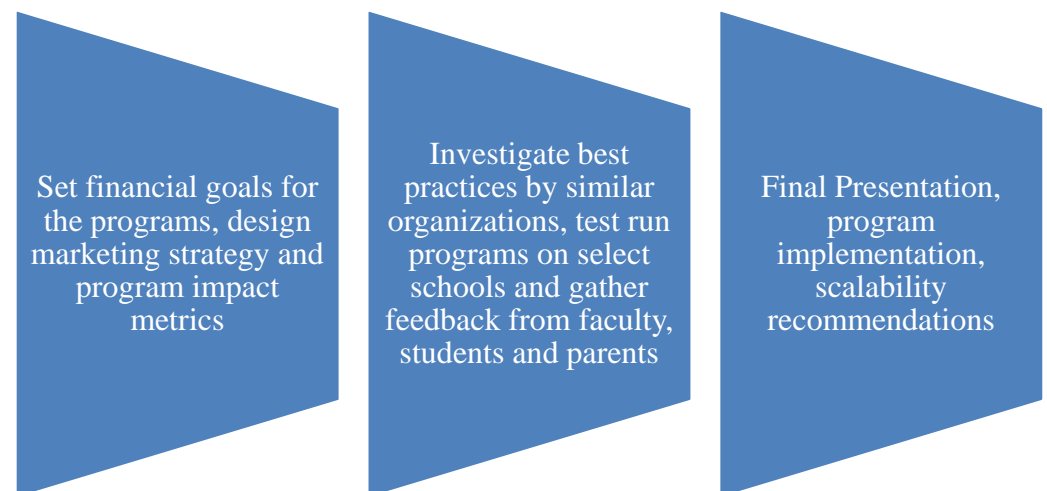 Set financial goals for
the programs, design
marketing strategy and
program impact
metrics
Investigate best
practices by similar
organizations, test run
programs on select
schools and gather
feedback from faculty,
students and parents
Final Presentation,
program
implementation,
scalability
recommendations